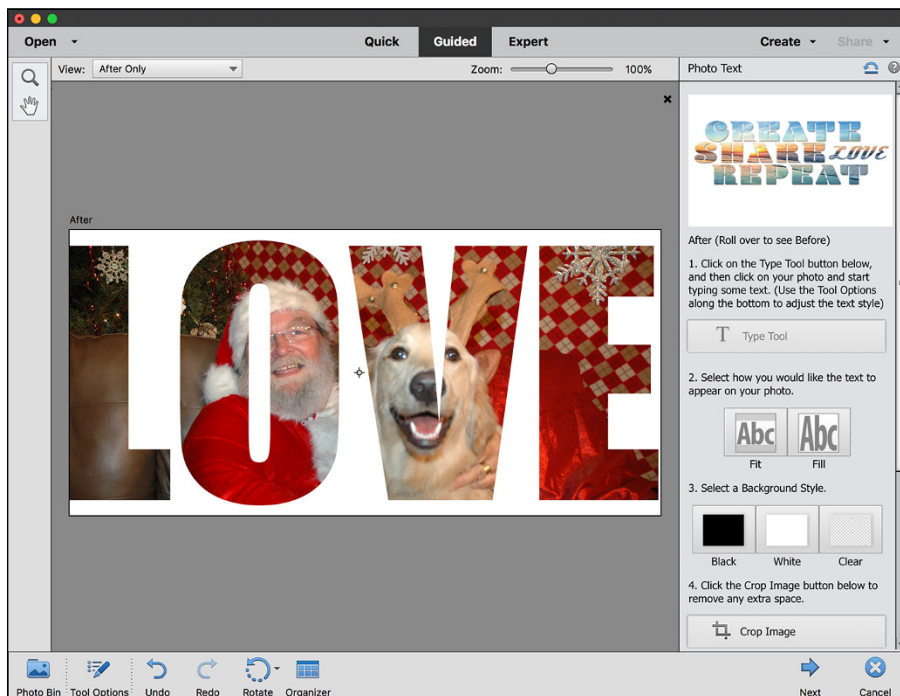 Open
Quick
Guided
Expert
Create
Share
View:
After Only
Zoom:
100%
Photo Text
CREATE
SHARE LOVE
REPEAT
After
LOVE
After (Roll over to see Before)
1. Click on the Type Tool button below,
and then click on your photo and start
typing some text. (Use the Tool Options
along the bottom to adjust the text style)
T Type Tool
2. Select how you would like the text to
appear on your photo.
Abc
Abc
Fit
Fill
3. Select a Background Style.
Black
White
Clear
4. Click the Crop Image button below to
remove any extra space.
Crop Image
Photo Bin
Tool Options
Undo
Redo
Rotate
Organizer
Next
Cancel